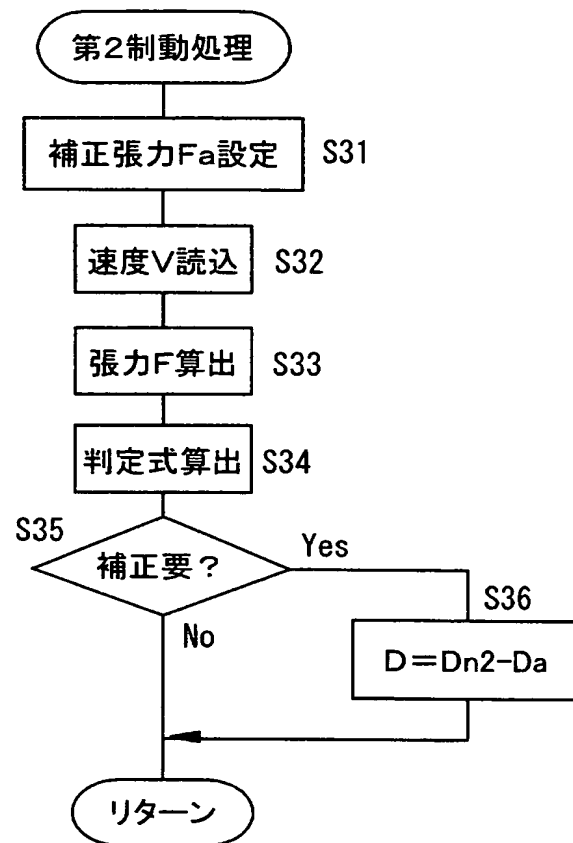 第2制動処理
補正張力Fa設定 S31
速度V読込 S32
張力F算出 S33
判定式算出 S34
S35
補正要？ Yes
S36
No
D＝Dn2-Da
リターン